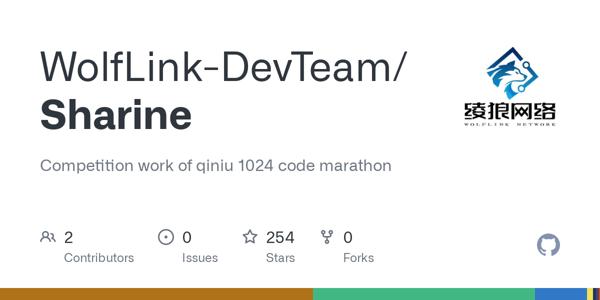 WolfLink-DevTeam/
Sharine
绫狼网络
WOLFLINK NETWORK
Competition work of qiniu 1024 code marathon
2
Contributors
0
Issues
254
Stars
0
Forks